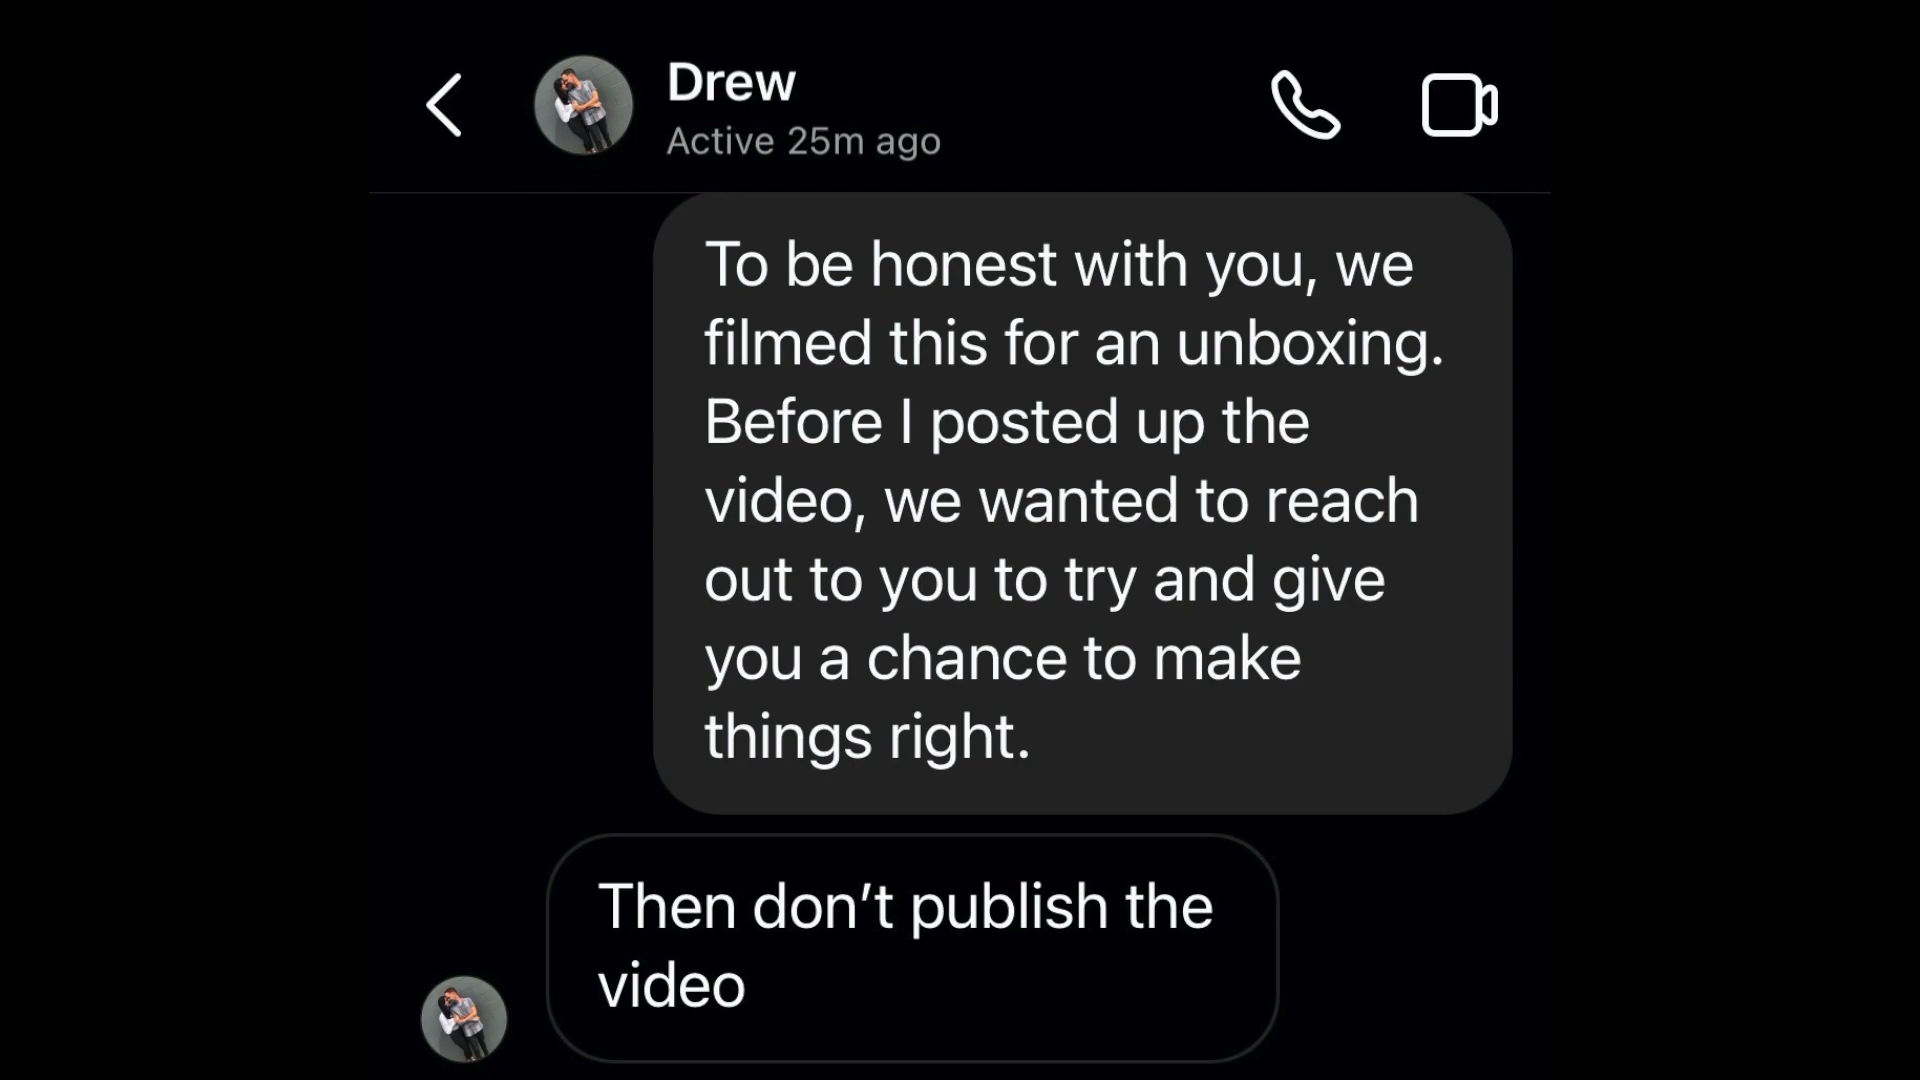 Drew
Active 25m ago
To be honest with you, we
filmed this for an unboxing.
Before I posted up the
video, we wanted to reach
out to you to try and give
you a chance to make
things right.
Then don’t publish the
video